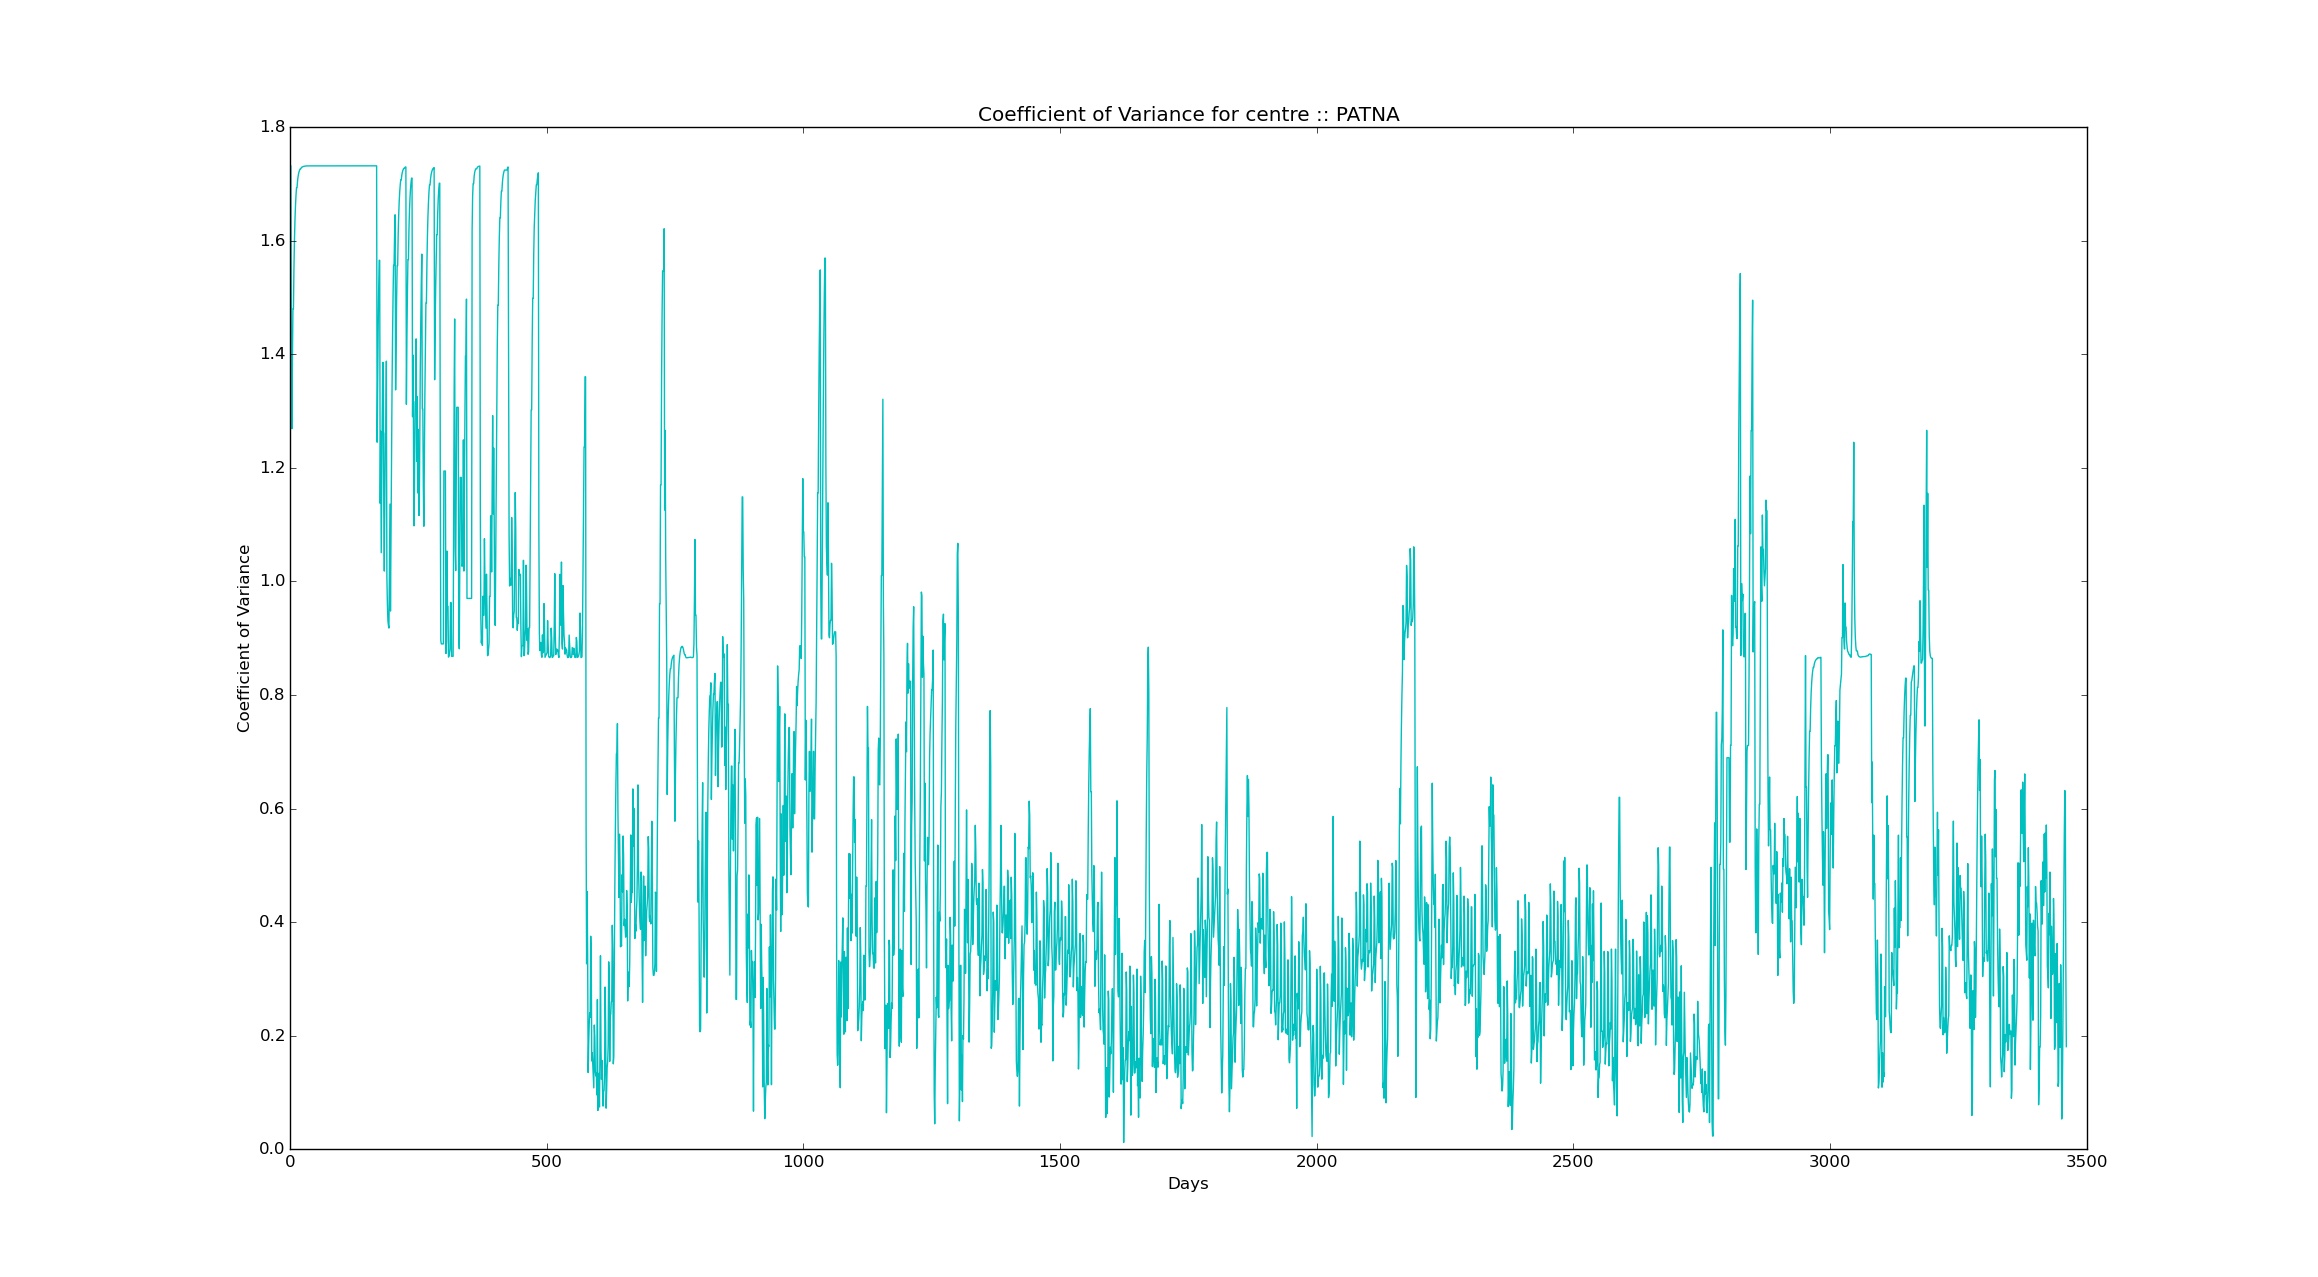 Coefficient of Variance for centre :: PATNA
1.8
1.6
1.4
1.2
1.0
0.8
0.6
0.4
0.2
0.0
Coefficient of Variance
0 500 1000 1500 2000 2500 3000 3500
Days